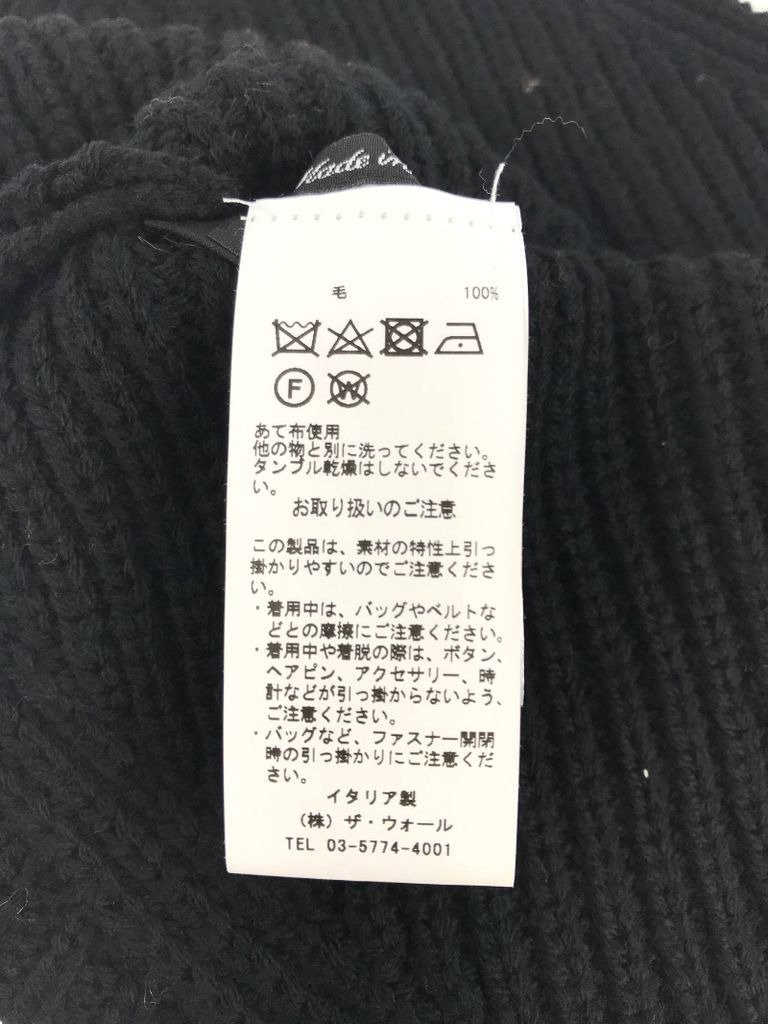 Made in
毛 100%
F W
あて布使用
他の物と別に洗ってください。
タンブル乾燥はしないでくださ
い。
お取り扱いのご注意
この製品は、素材の特性上引っ
掛かりやすいのでご注意くださ
い。
・着用中は、バッグやベルトな
どとの摩擦にご注意ください。
・着用中や着脱の際は、ボタン、
ヘアピン、アクセサリー、時
計などが引っ掛からないよう、
ご注意ください。
・バッグなど、ファスナー開閉
時の引っ掛かりにご注意くだ
さい。
イタリア製
（株）ザ・ウォール
TEL 03-5774-4001